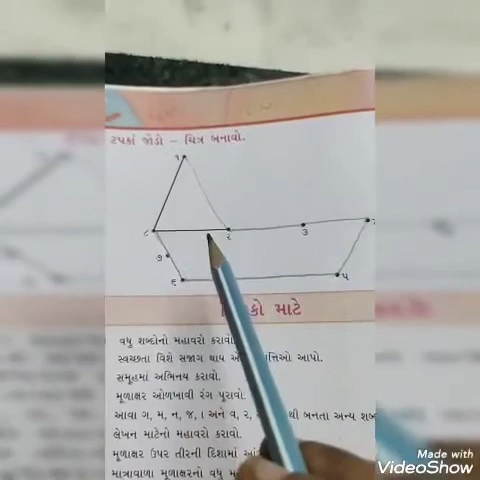 ટપકાં જોડો – ચિત્ર બનાવો.
૧
૮ ૨ ૩
૭
૬ ૫
માટે
વધુ શબ્દોનો મહાવરો કરાવો.
સ્વચ્છતા વિશે સજાગ થાય આપો.
સમૂહમાં અભિનય કરાવો.
મૂળાક્ષર ઓળખાવી રંગ પુરાવો.
આવા ગ, મ, ન, જ, ા અને વ, ર, થી બનતા અન્ય
લેખન માટેનો મહાવરો કરાવો.
મૂળાક્ષર ઉપર તીરની દિશામાં
માત્રાવાળા મૂળાક્ષરનો વધુ
Made with
VideoShow